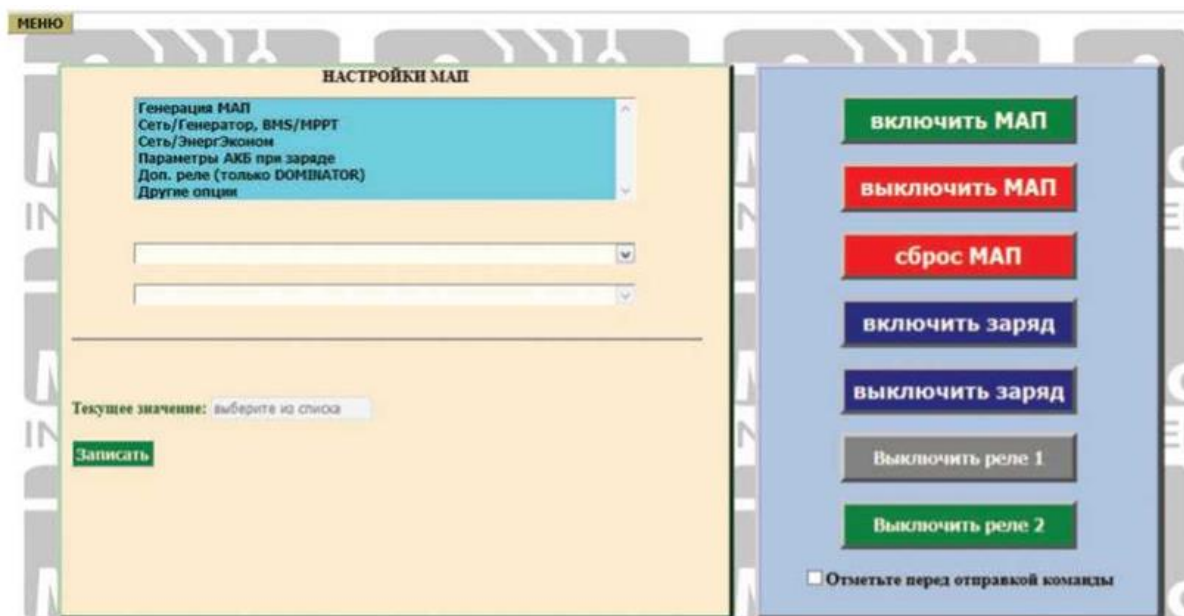 МЕНЮ
НАСТРОЙКИ МАП
Генерация МАП
Сеть/Генератор, BMS/MPPT
Сеть/ЭнергЭконом
Параметры АКБ при заряде
Доп. реле (только DOMINATOR)
Другие опции
Текущее значение: выберите из списка
Записать
включить МАП
выключить МАП
сброс МАП
включить заряд
выключить заряд
Выключить реле 1
Выключить реле 2
Отметьте перед отправкой команды